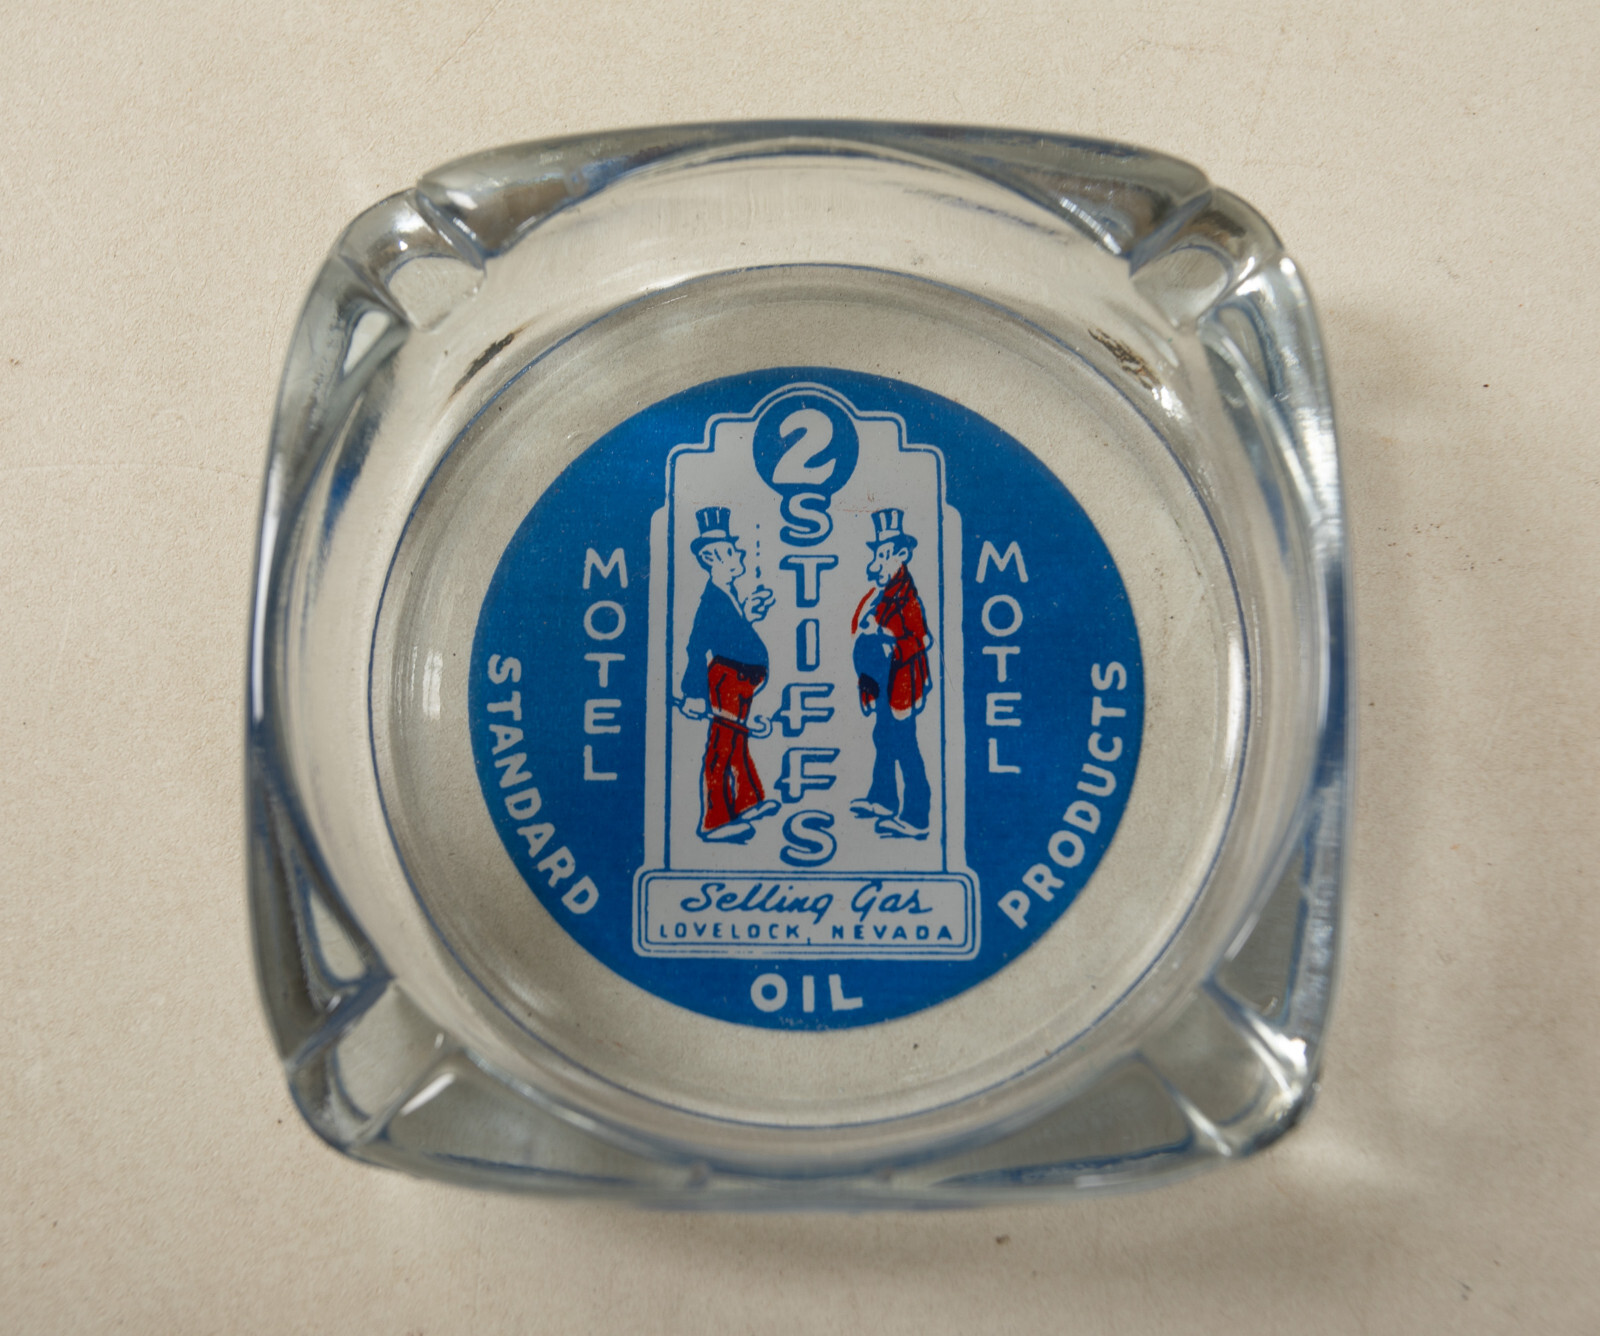 2
STIFFS
MOTEL
MOTEL
Selling Gas
LOVELOCK, NEVADA
STANDARD OIL PRODUCTS